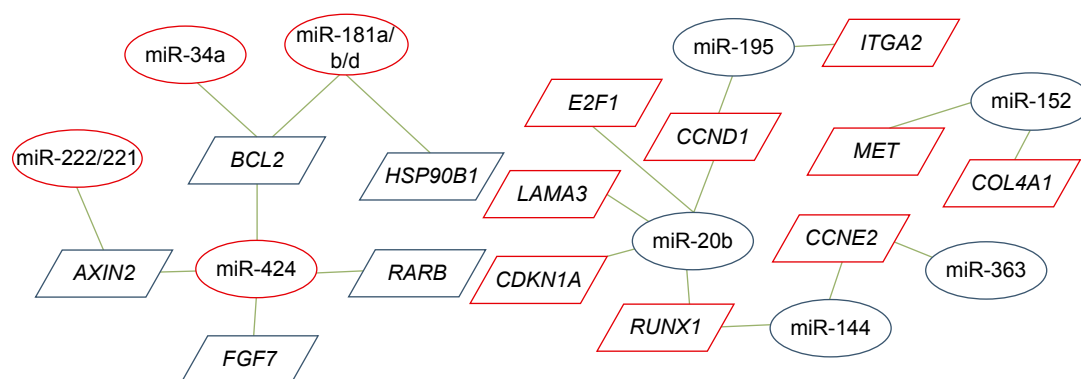 miR-34a
miR-181a/
b/d
miR-195
ITGA2
E2F1
CCND1
miR-152
miR-222/221
BCL2
HSP90B1
MET
COL4A1
LAMA3
miR-20b
CCNE2
AXIN2
miR-424
RARB
CDKN1A
miR-363
RUNX1
miR-144
FGF7